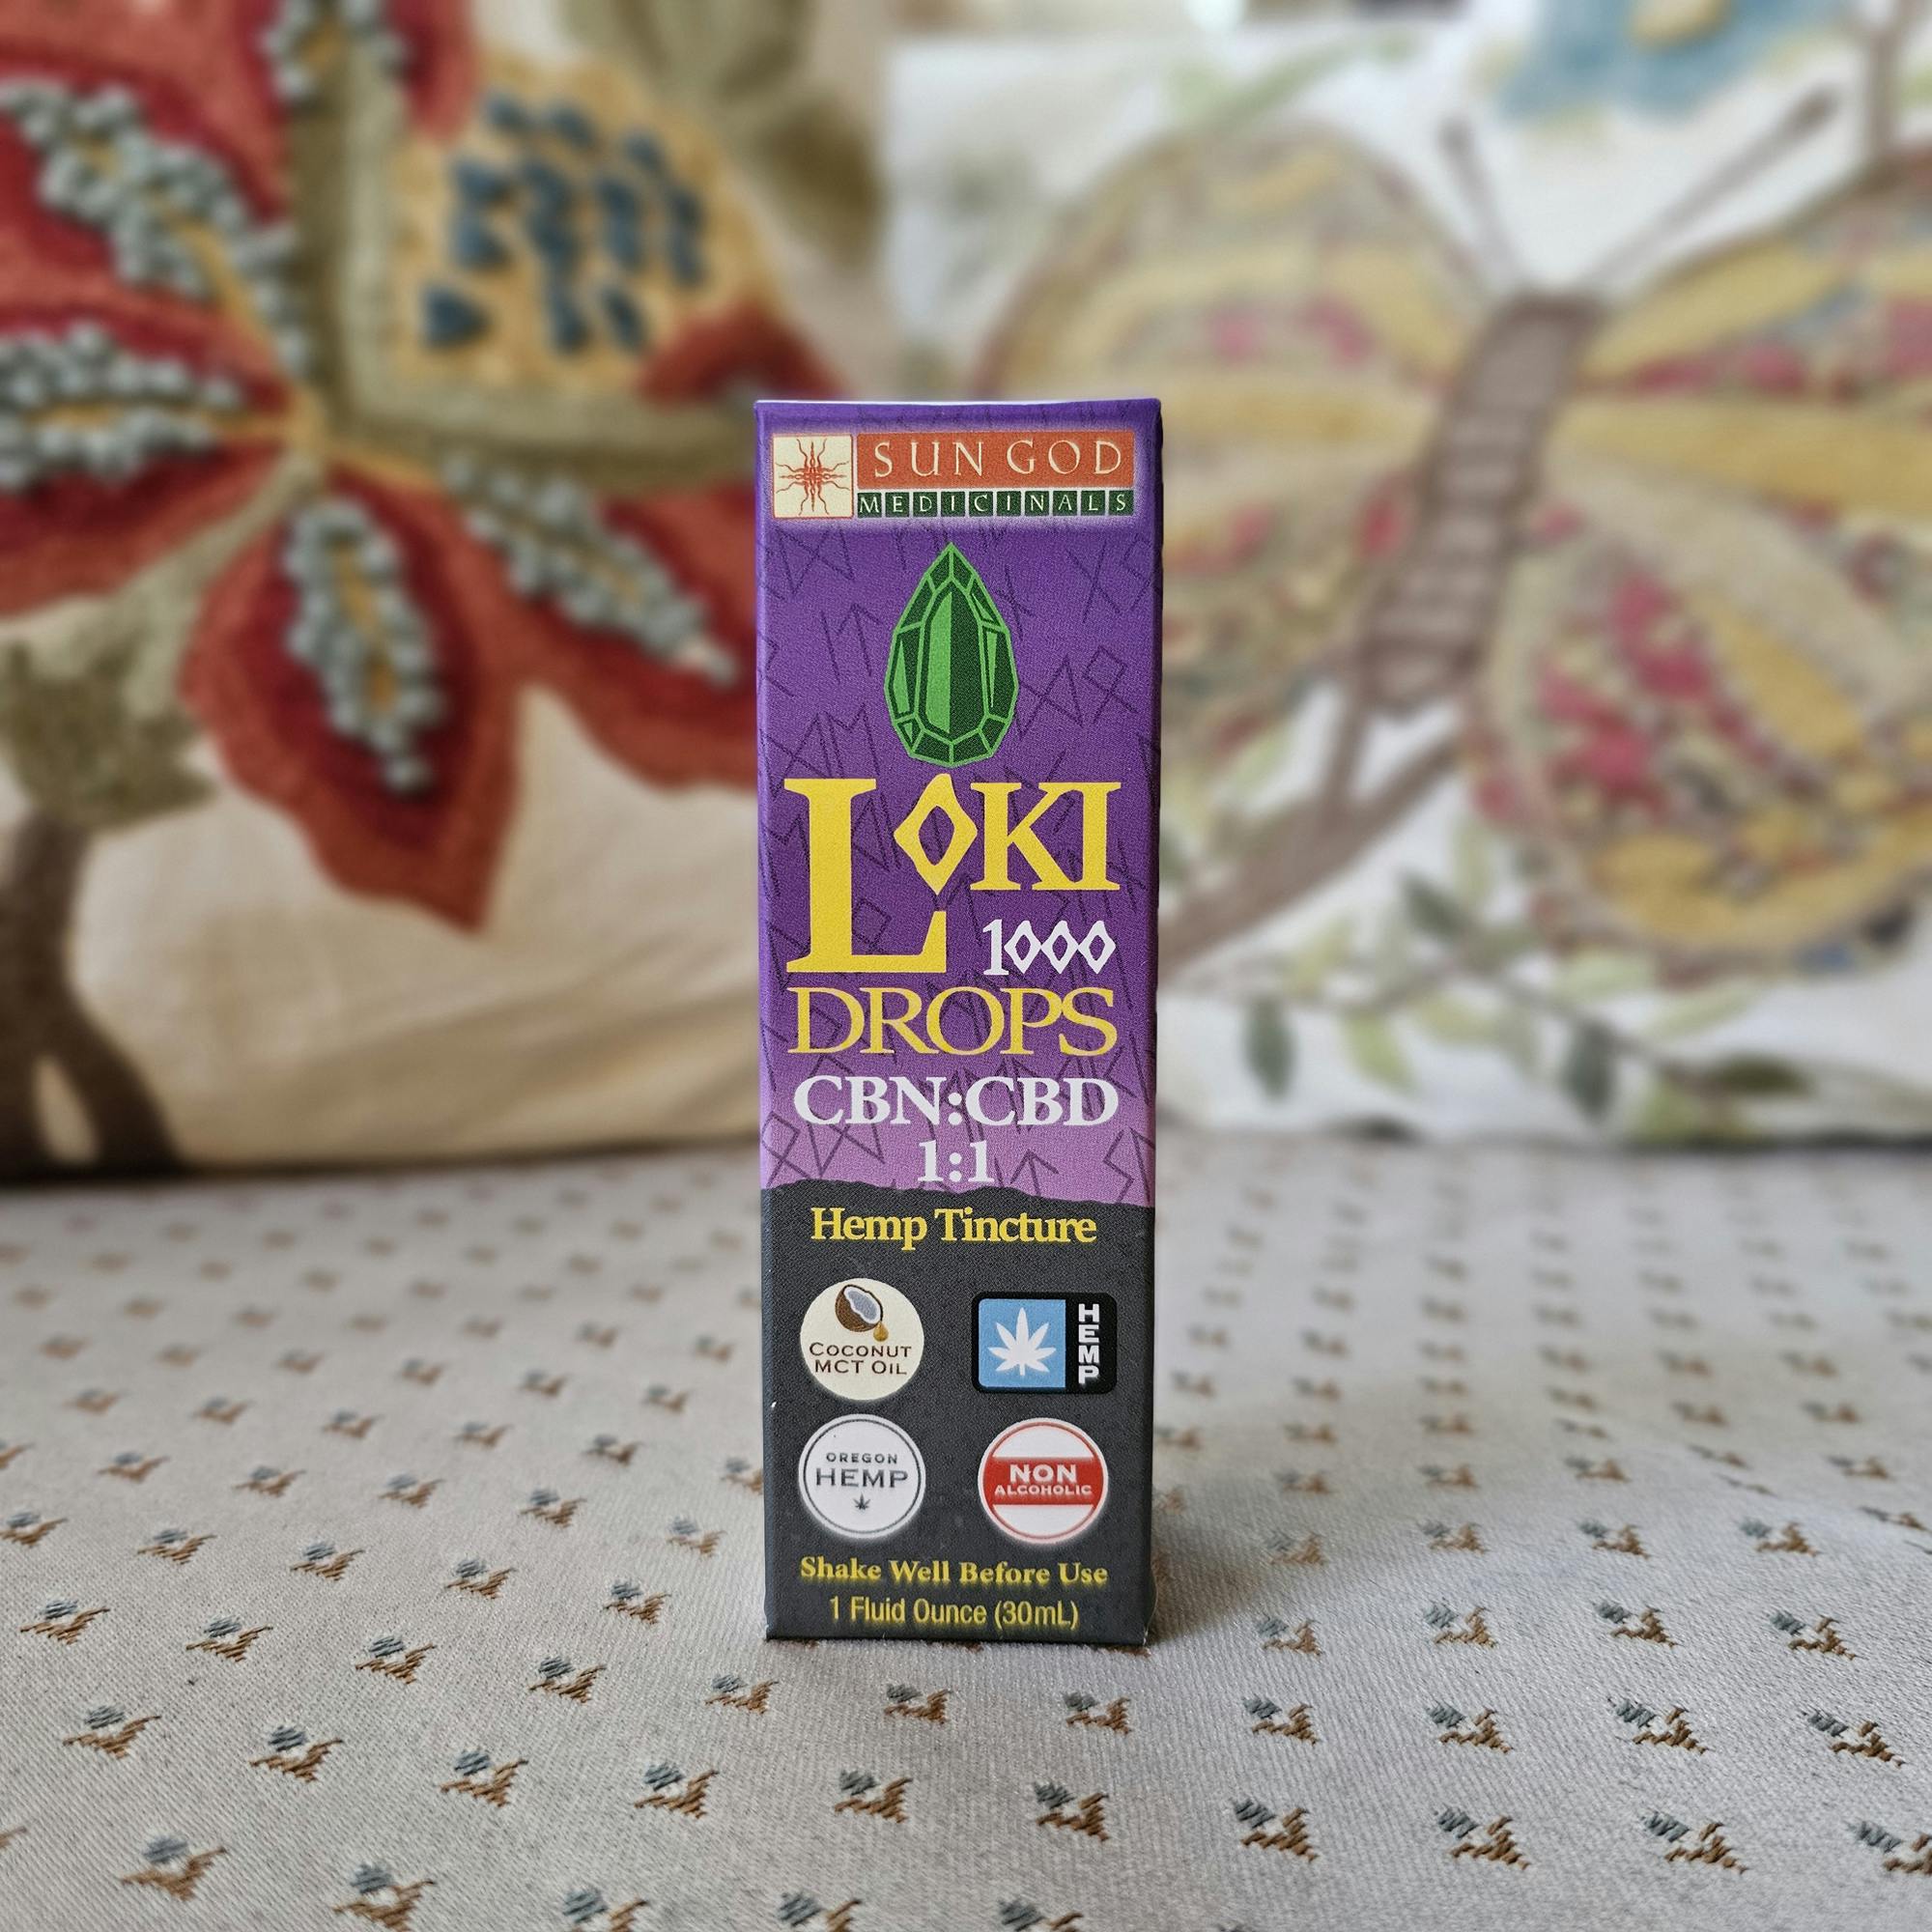 SUN GOD
MEDICINALS
LOKI
1000
DROPS
CBN:CBD
1:1
Hemp Tincture
COCONUT
MCT OIL
HEMP
OREGON
HEMP
NON
ALCOHOLIC
Shake Well Before Use
1 Fluid Ounce (30mL)